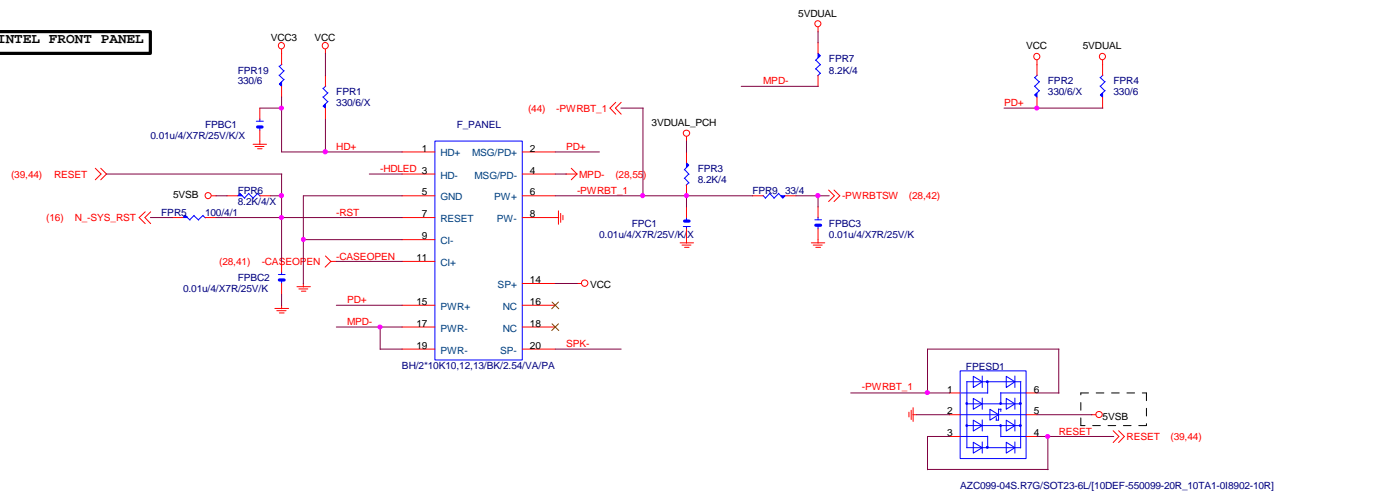 INTEL FRONT PANEL
VCC3
VCC
FPR19
330/6
FPR1
330/6/X
FPBC1
0.01u/4/X7R/25V/K/X
5VDUAL
FPR7
8.2K/4
MPD-
VCC
5VDUAL
FPR2
330/6/X
FPR4
330/6
PD+
(44) -PWRBT_1
3VDUAL_PCH
FPR3
8.2K/4
F_PANEL
HD+ 1 HD+ MSG/PD+ 2 PD+
-HDLED 3 HD- MSG/PD- 4 MPD- (28,55)
5 GND PW+ 6 -PWRBT_1
FPR9 33/4
-PWRBTSW (28,42)
(39,44) RESET
5VSB
FPR6
8.2K/4/X
(16) N_-SYS_RST
FPR5 100/4/1
-RST 7 RESET PW- 8
FPC1
0.01u/4/X7R/25V/K/X
FPBC3
0.01u/4/X7R/25V/K
9 CI-
(28,41) -CASEOPEN
-CASEOPEN 11 CI+
FPBC2
0.01u/4/X7R/25V/K
SP+ 14 VCC
PD+ 15 PWR+ NC 16
MPD- 17 PWR- NC 18
19 PWR- SP- 20 SPK-
BH/2*10K10,12,13/BK/2.54/VA/PA
FPESD1
-PWRBT_1 1 6
2 5 5VSB
3 4 RESET RESET (39,44)
AZC099-04S.R7G/SOT23-6L/[10DEF-550099-20R_10TA1-0I8902-10R]